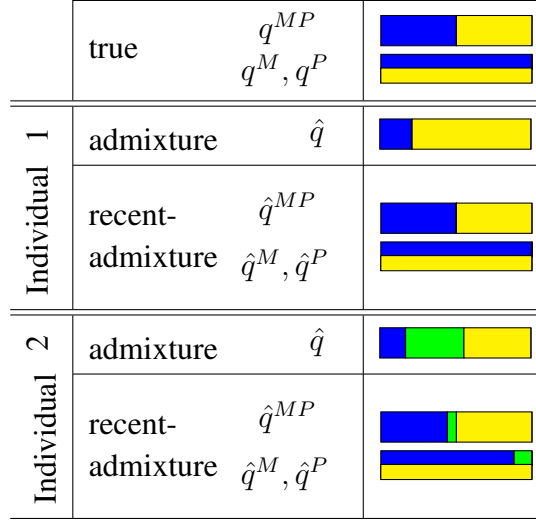 true q^{MP}
q^M, q^P
Individual 1
admixture q̂
recent- q̂^{MP}
admixture q̂^M, q̂^P
Individual 2
admixture q̂
recent- q̂^{MP}
admixture q̂^M, q̂^P